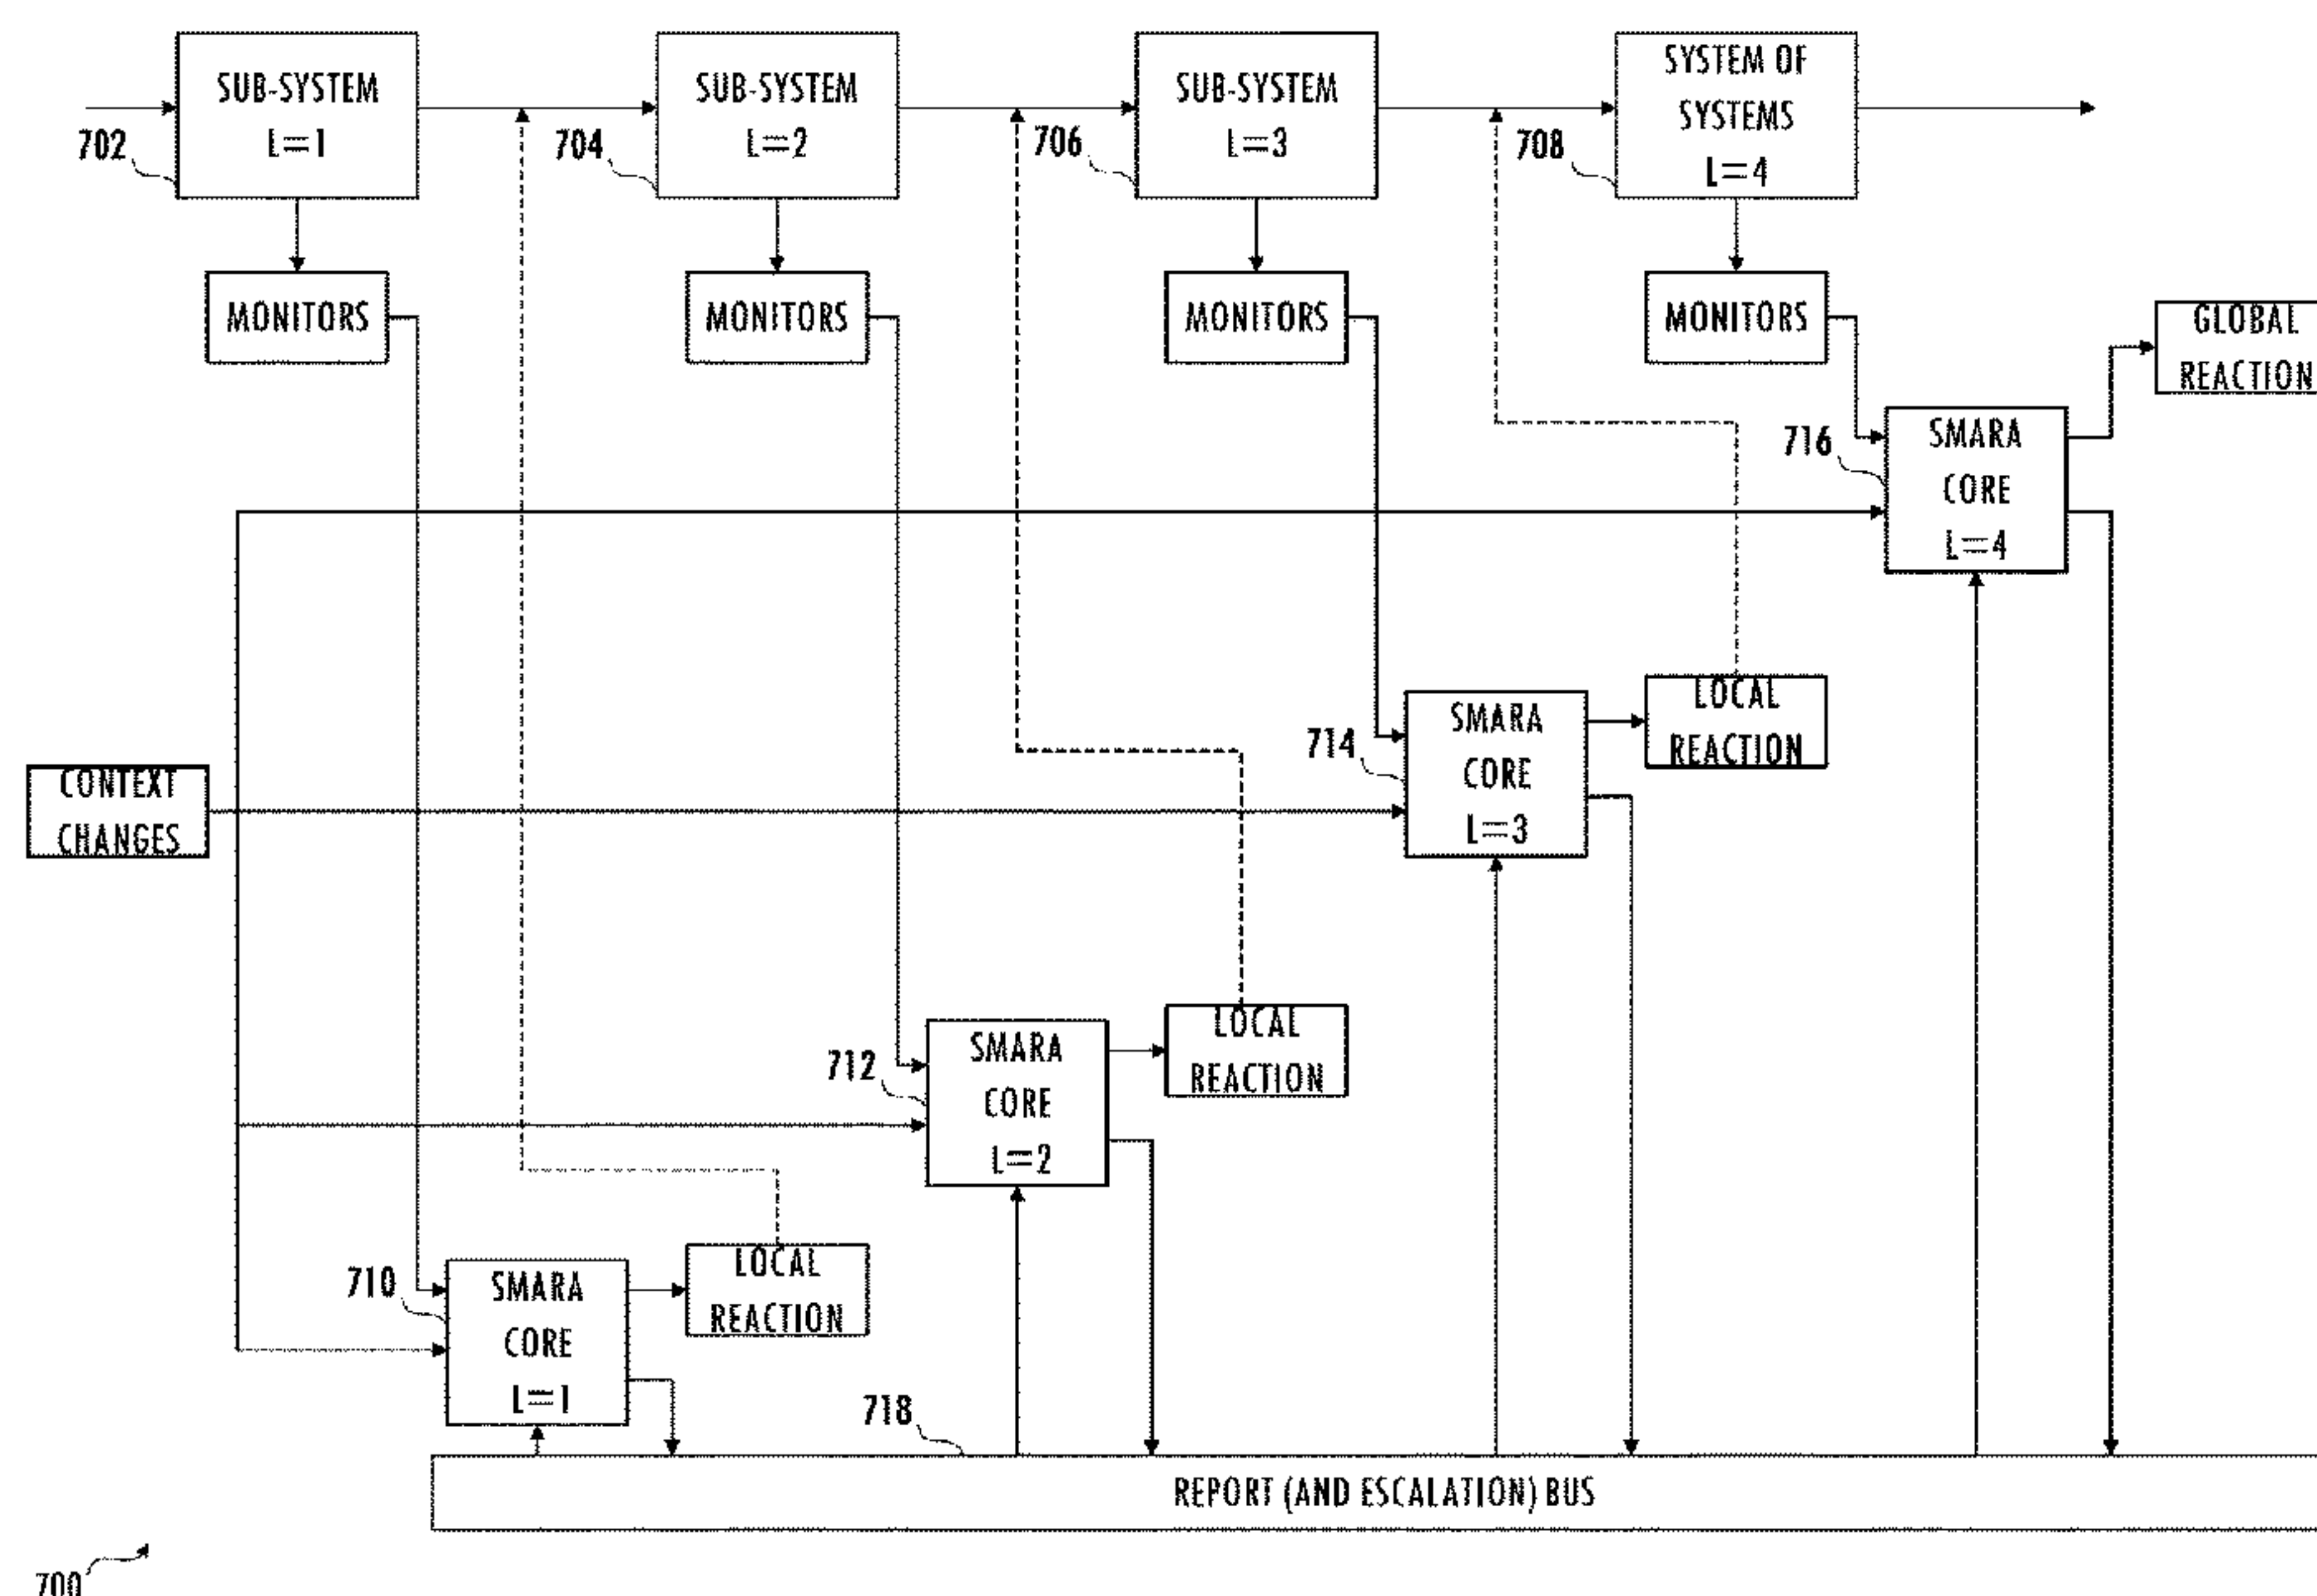 SUB-SYSTEM
L=1
SUB-SYSTEM
L=2
SUB-SYSTEM
L=3
SYSTEM OF
SYSTEMS
L=4
702
704
706
708
MONITORS
MONITORS
MONITORS
MONITORS
GLOBAL
REACTION
716
SMARA
CORE
L=4
714
SMARA
CORE
L=3
LOCAL
REACTION
CONTEXT
CHANGES
712
SMARA
CORE
L=2
LOCAL
REACTION
710
SMARA
CORE
L=1
LOCAL
REACTION
718
REPORT (AND ESCALATION) BUS
700